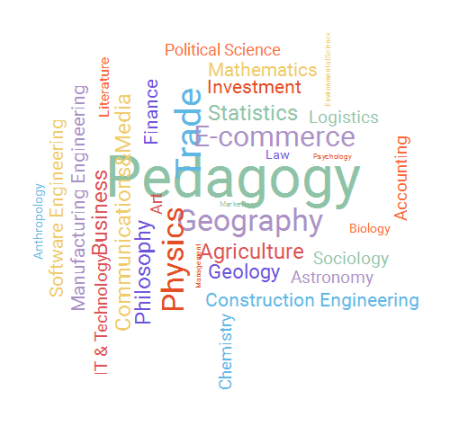 Political Science
Environmental Science
Mathematics
Literature
Investment
Finance
Trade
Statistics
Logistics
E-commerce
Communications&Media
Manufacturing Engineering
Software Engineering
Law
Psychology
Accounting
Pedagogy
Business
Anthropology
Art
Marketing
Geography
Physics
Philosophy
Biology
Agriculture
Management
Sociology
IT & Technology
Geology
Astronomy
Construction Engineering
Chemistry